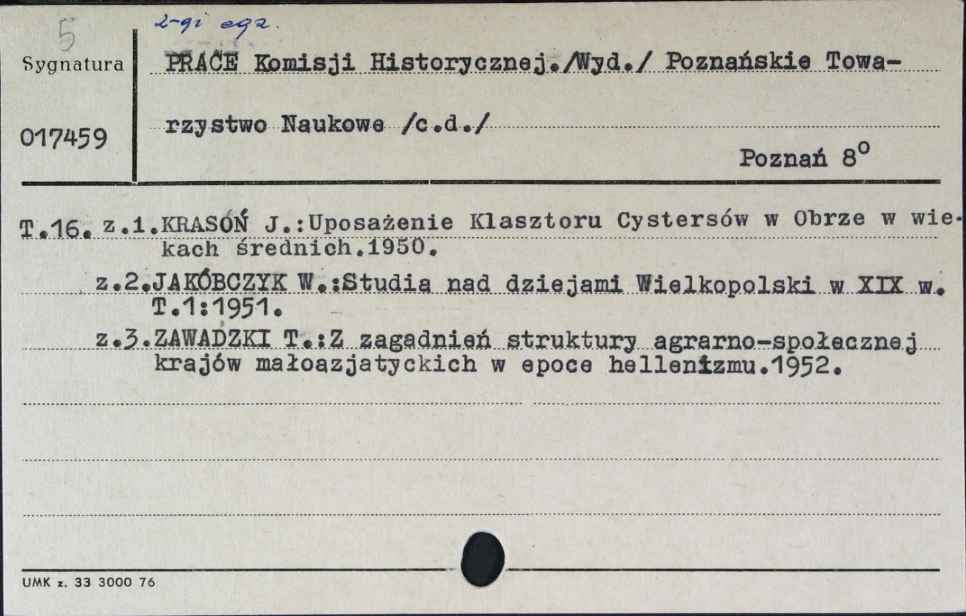 5
2-gi egz.
Sygnatura
PRACE Komisji Historycznej./Wyd./ Poznańskie Towa-
017459
rzystwo Naukowe /c.d./
Poznań 8⁰
T.16. z.1.KRASOŃ J.:Uposażenie Klasztoru Cystersów w Obrze w wie-
kach średnich.1950.
z.2.JAKÓBCZYK W.:Studia nad dziejami Wielkopolski w XIX w.
T.1:1951.
z.3.ZAWADZKI T.:Z zagadnień struktury agrarno-społecznej
krajów małoazjatyckich w epoce hellenizmu.1952.
UMK z. 33 3000 76